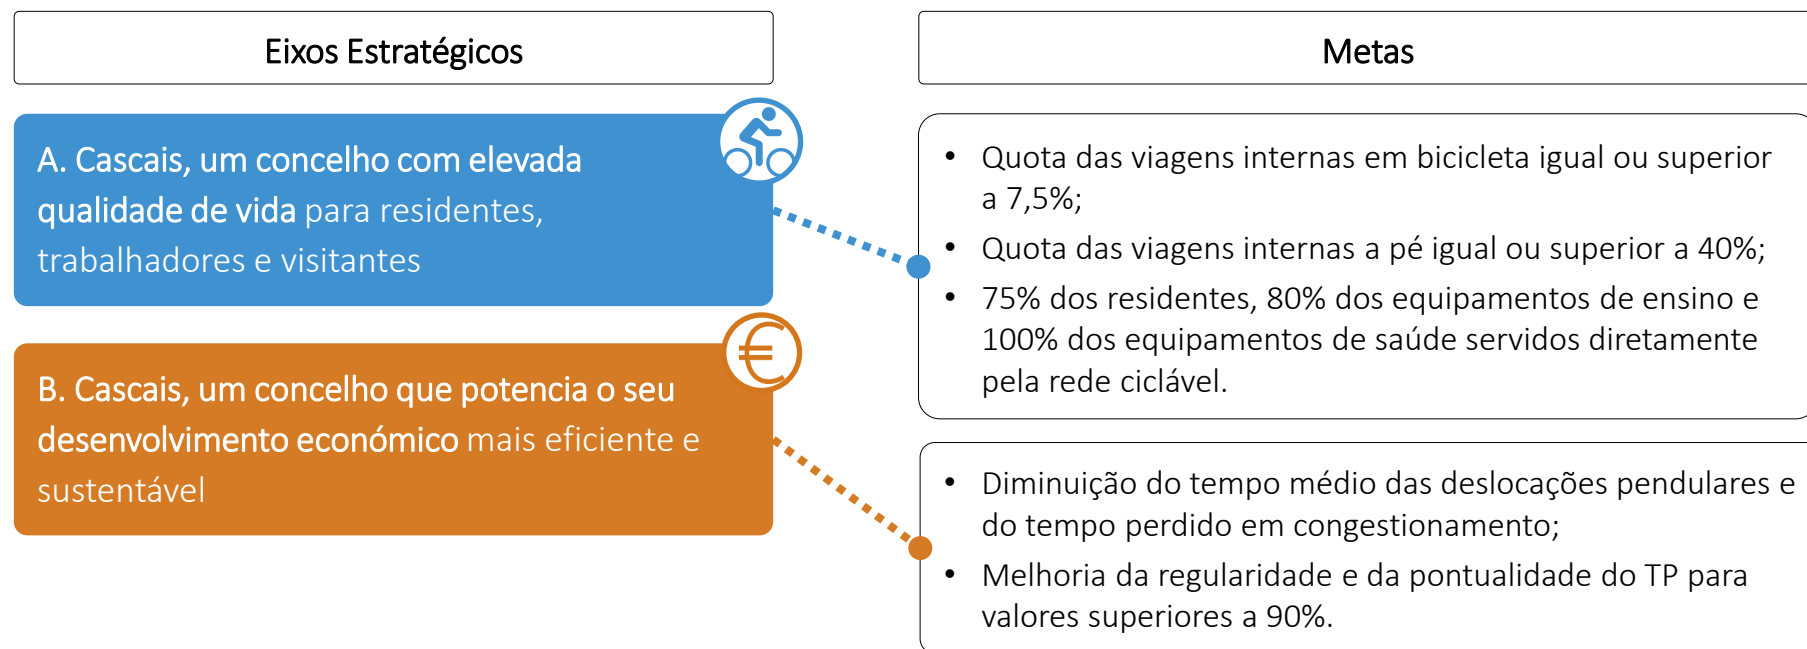 Eixos Estratégicos
Metas
A. Cascais, um concelho com elevada
qualidade de vida para residentes,
trabalhadores e visitantes
• Quota das viagens internas em bicicleta igual ou superior
a 7,5%;
• Quota das viagens internas a pé igual ou superior a 40%;
• 75% dos residentes, 80% dos equipamentos de ensino e
100% dos equipamentos de saúde servidos diretamente
pela rede ciclável.
€
B. Cascais, um concelho que potencia o seu
desenvolvimento económico mais eficiente e
sustentável
• Diminuição do tempo médio das deslocações pendulares e
do tempo perdido em congestionamento;
• Melhoria da regularidade e da pontualidade do TP para
valores superiores a 90%.